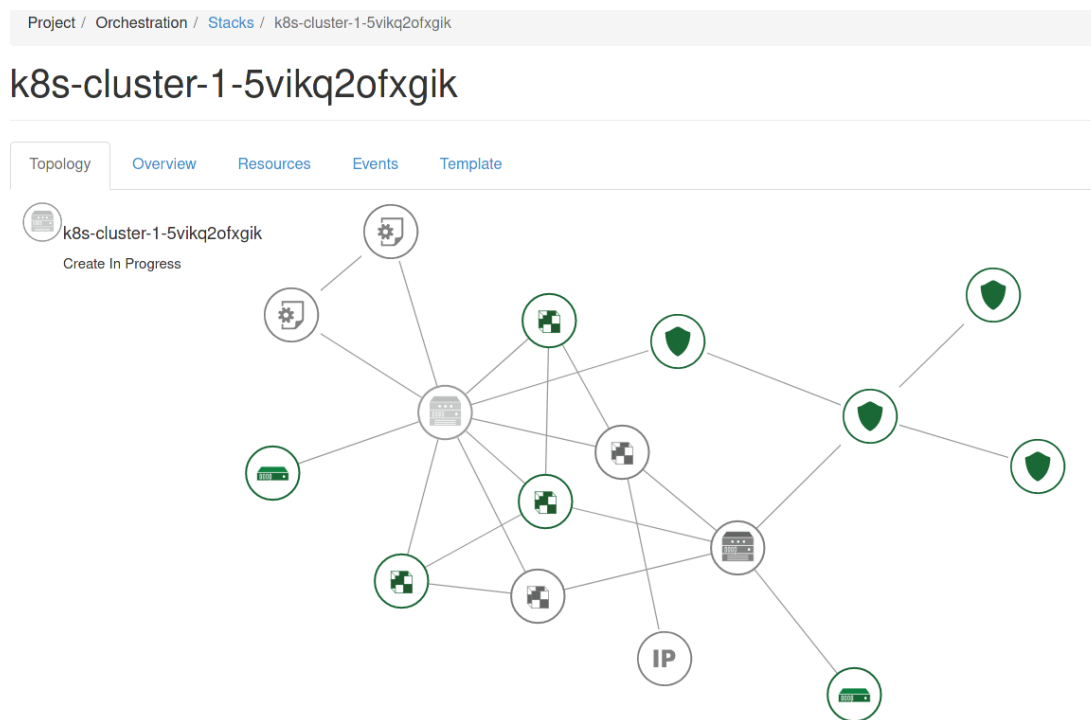 Project / Orchestration / Stacks / k8s-cluster-1-5vikq2ofxgik
k8s-cluster-1-5vikq2ofxgik
Topology Overview Resources Events Template
k8s-cluster-1-5vikq2ofxgik
Create In Progress
IP